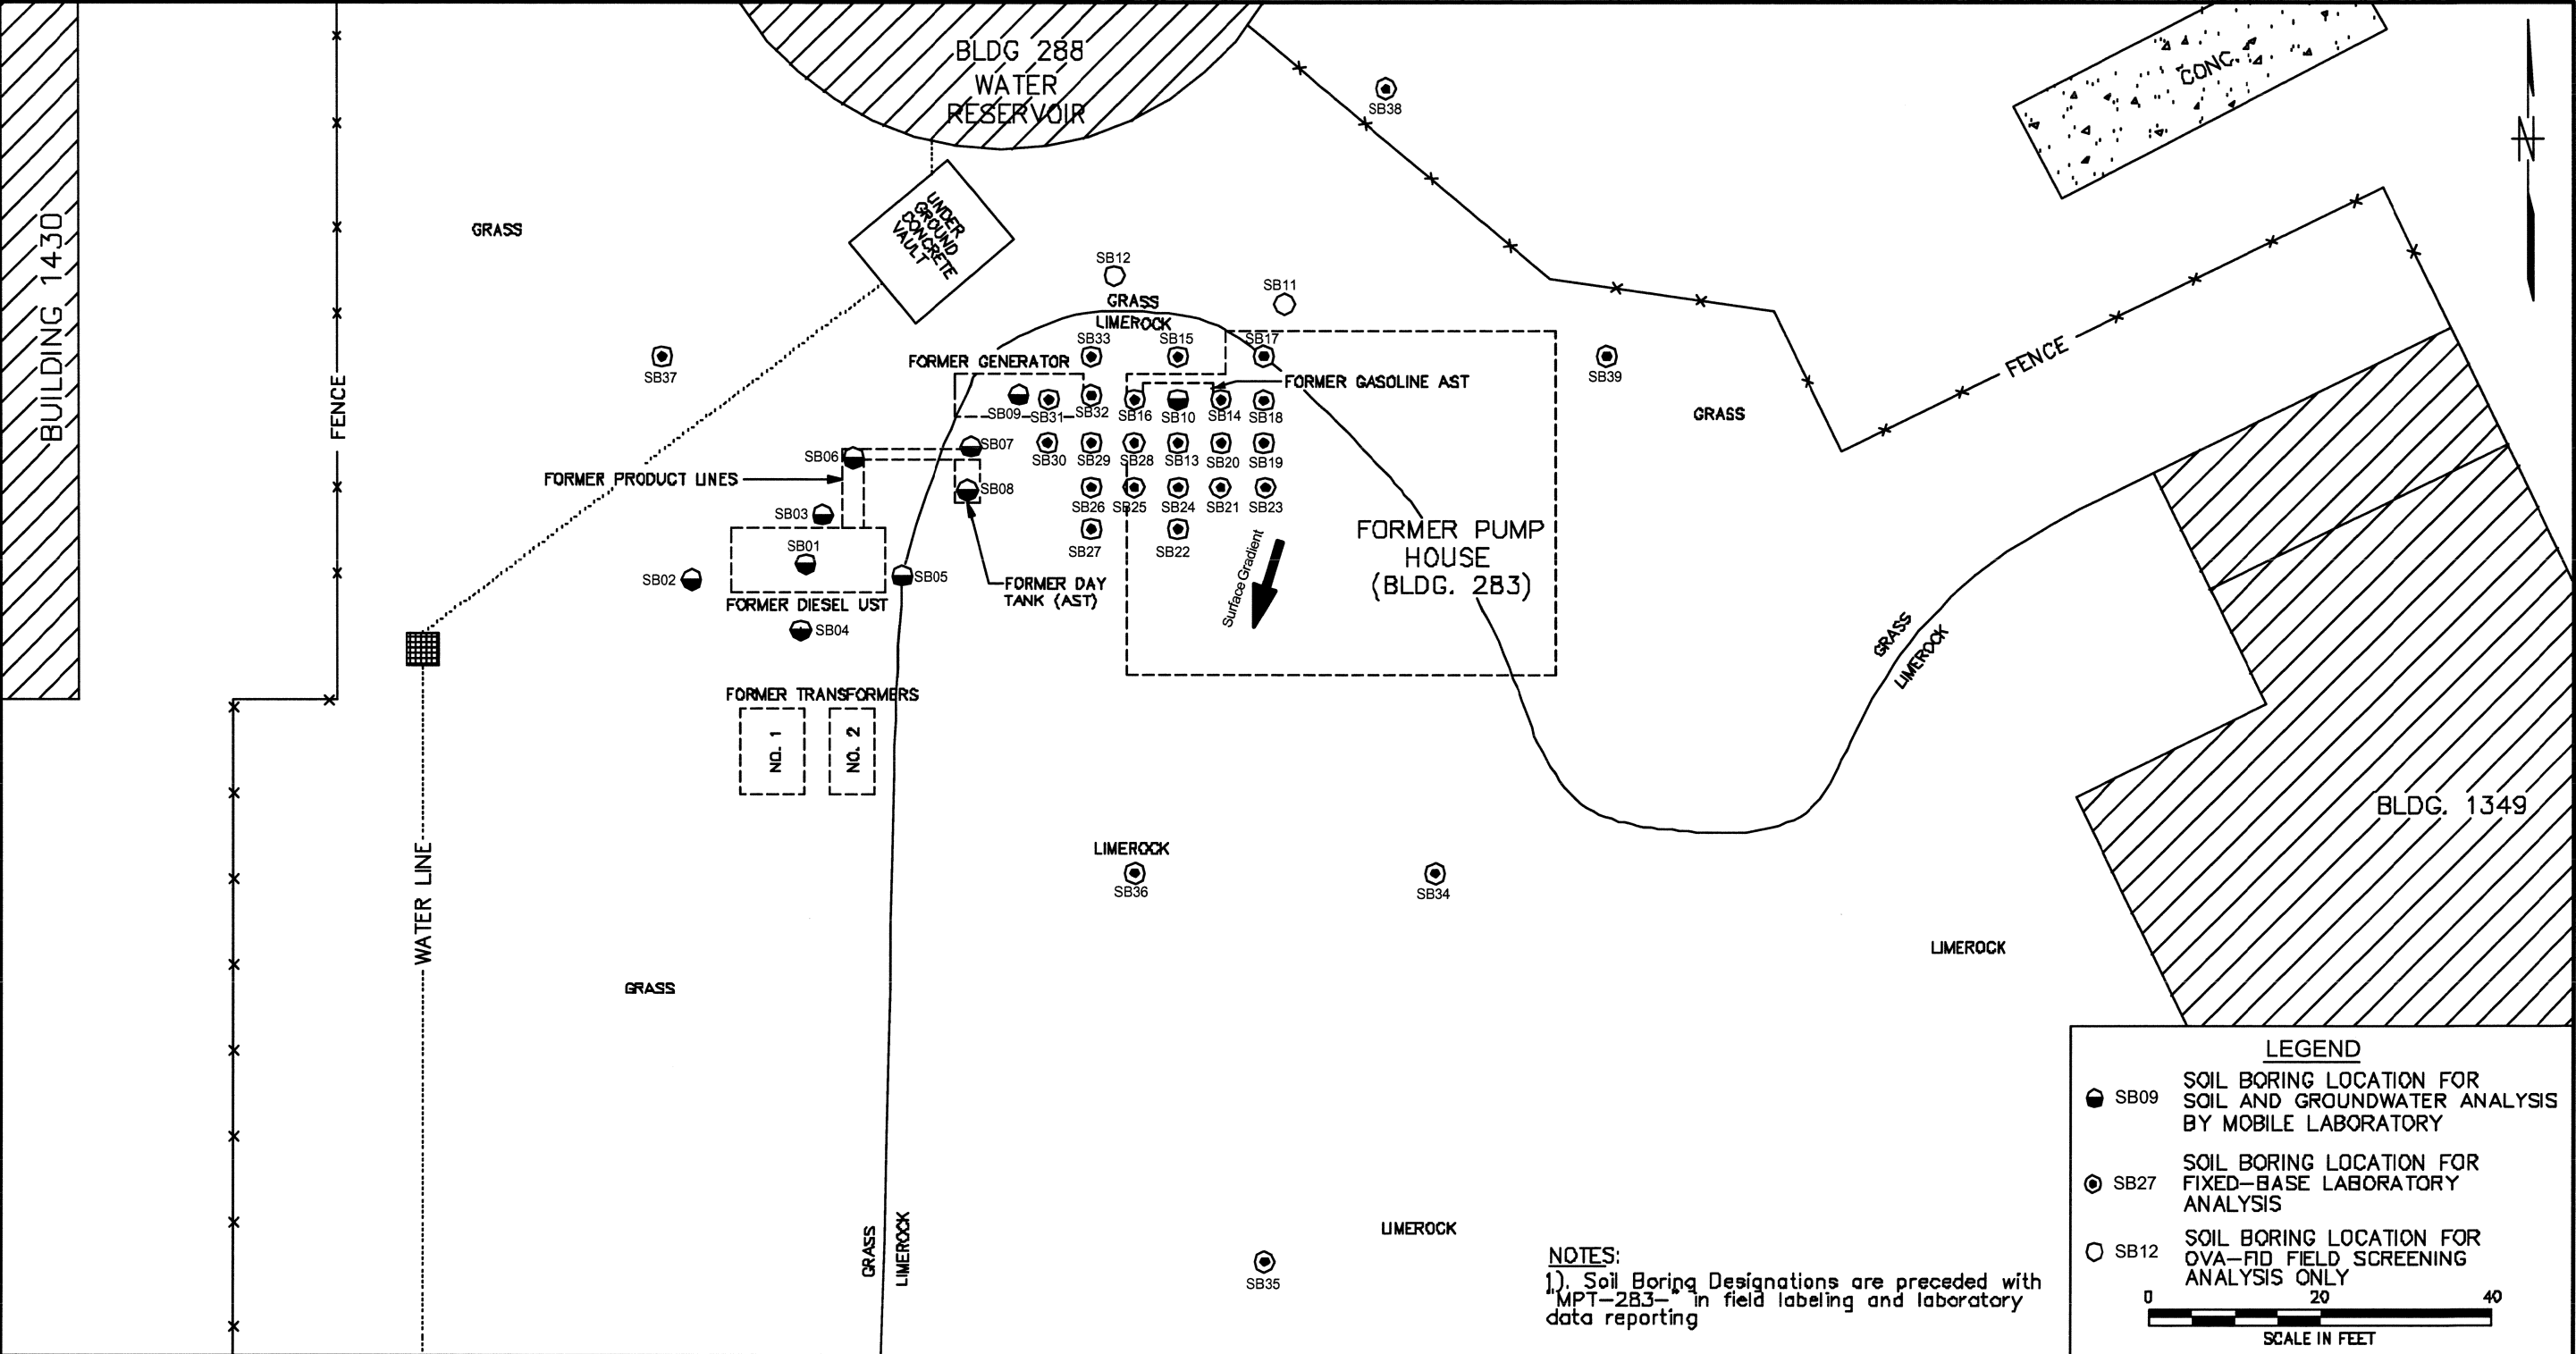 BLDG 288
WATER
RESERVOIR
CONC.
N
SB38
BUILDING 1430
GRASS
UNDER
GROUND
CONCRETE
VAULT
SB12
SB11
GRASS
LIMEROCK
SB33
SB15
SB17
FENCE
SB37
FORMER GENERATOR
FORMER GASOLINE AST
SB39
FENCE
SB09
SB31
SB32
SB16
SB10
SB14
SB18
GRASS
SB06
SB07
SB30
SB29
SB28
SB13
SB20
SB19
FORMER PRODUCT LINES
SB08
SB03
SB26
SB25
SB24
SB21
SB23
SB01
SB27
SB22
FORMER PUMP
HOUSE
(BLDG. 283)
SB02
SB05
FORMER DAY
TANK (AST)
Surface Gradient
FORMER DIESEL UST
SB04
GRASS
LIMEROCK
FORMER TRANSFORMERS
NO. 1
NO. 2
BLDG. 1349
WATER LINE
LIMEROCK
SB36
SB34
LIMEROCK
GRASS
GRASS
LIMEROCK
LIMEROCK
SB35
NOTES:
1). Soil Boring Designations are preceded with
"MPT-283-" in field labeling and laboratory
data reporting
LEGEND
SB09
SOIL BORING LOCATION FOR
SOIL AND GROUNDWATER ANALYSIS
BY MOBILE LABORATORY
SB27
SOIL BORING LOCATION FOR
FIXED-BASE LABORATORY
ANALYSIS
SB12
SOIL BORING LOCATION FOR
OVA-FID FIELD SCREENING
ANALYSIS ONLY
0 20 40
SCALE IN FEET